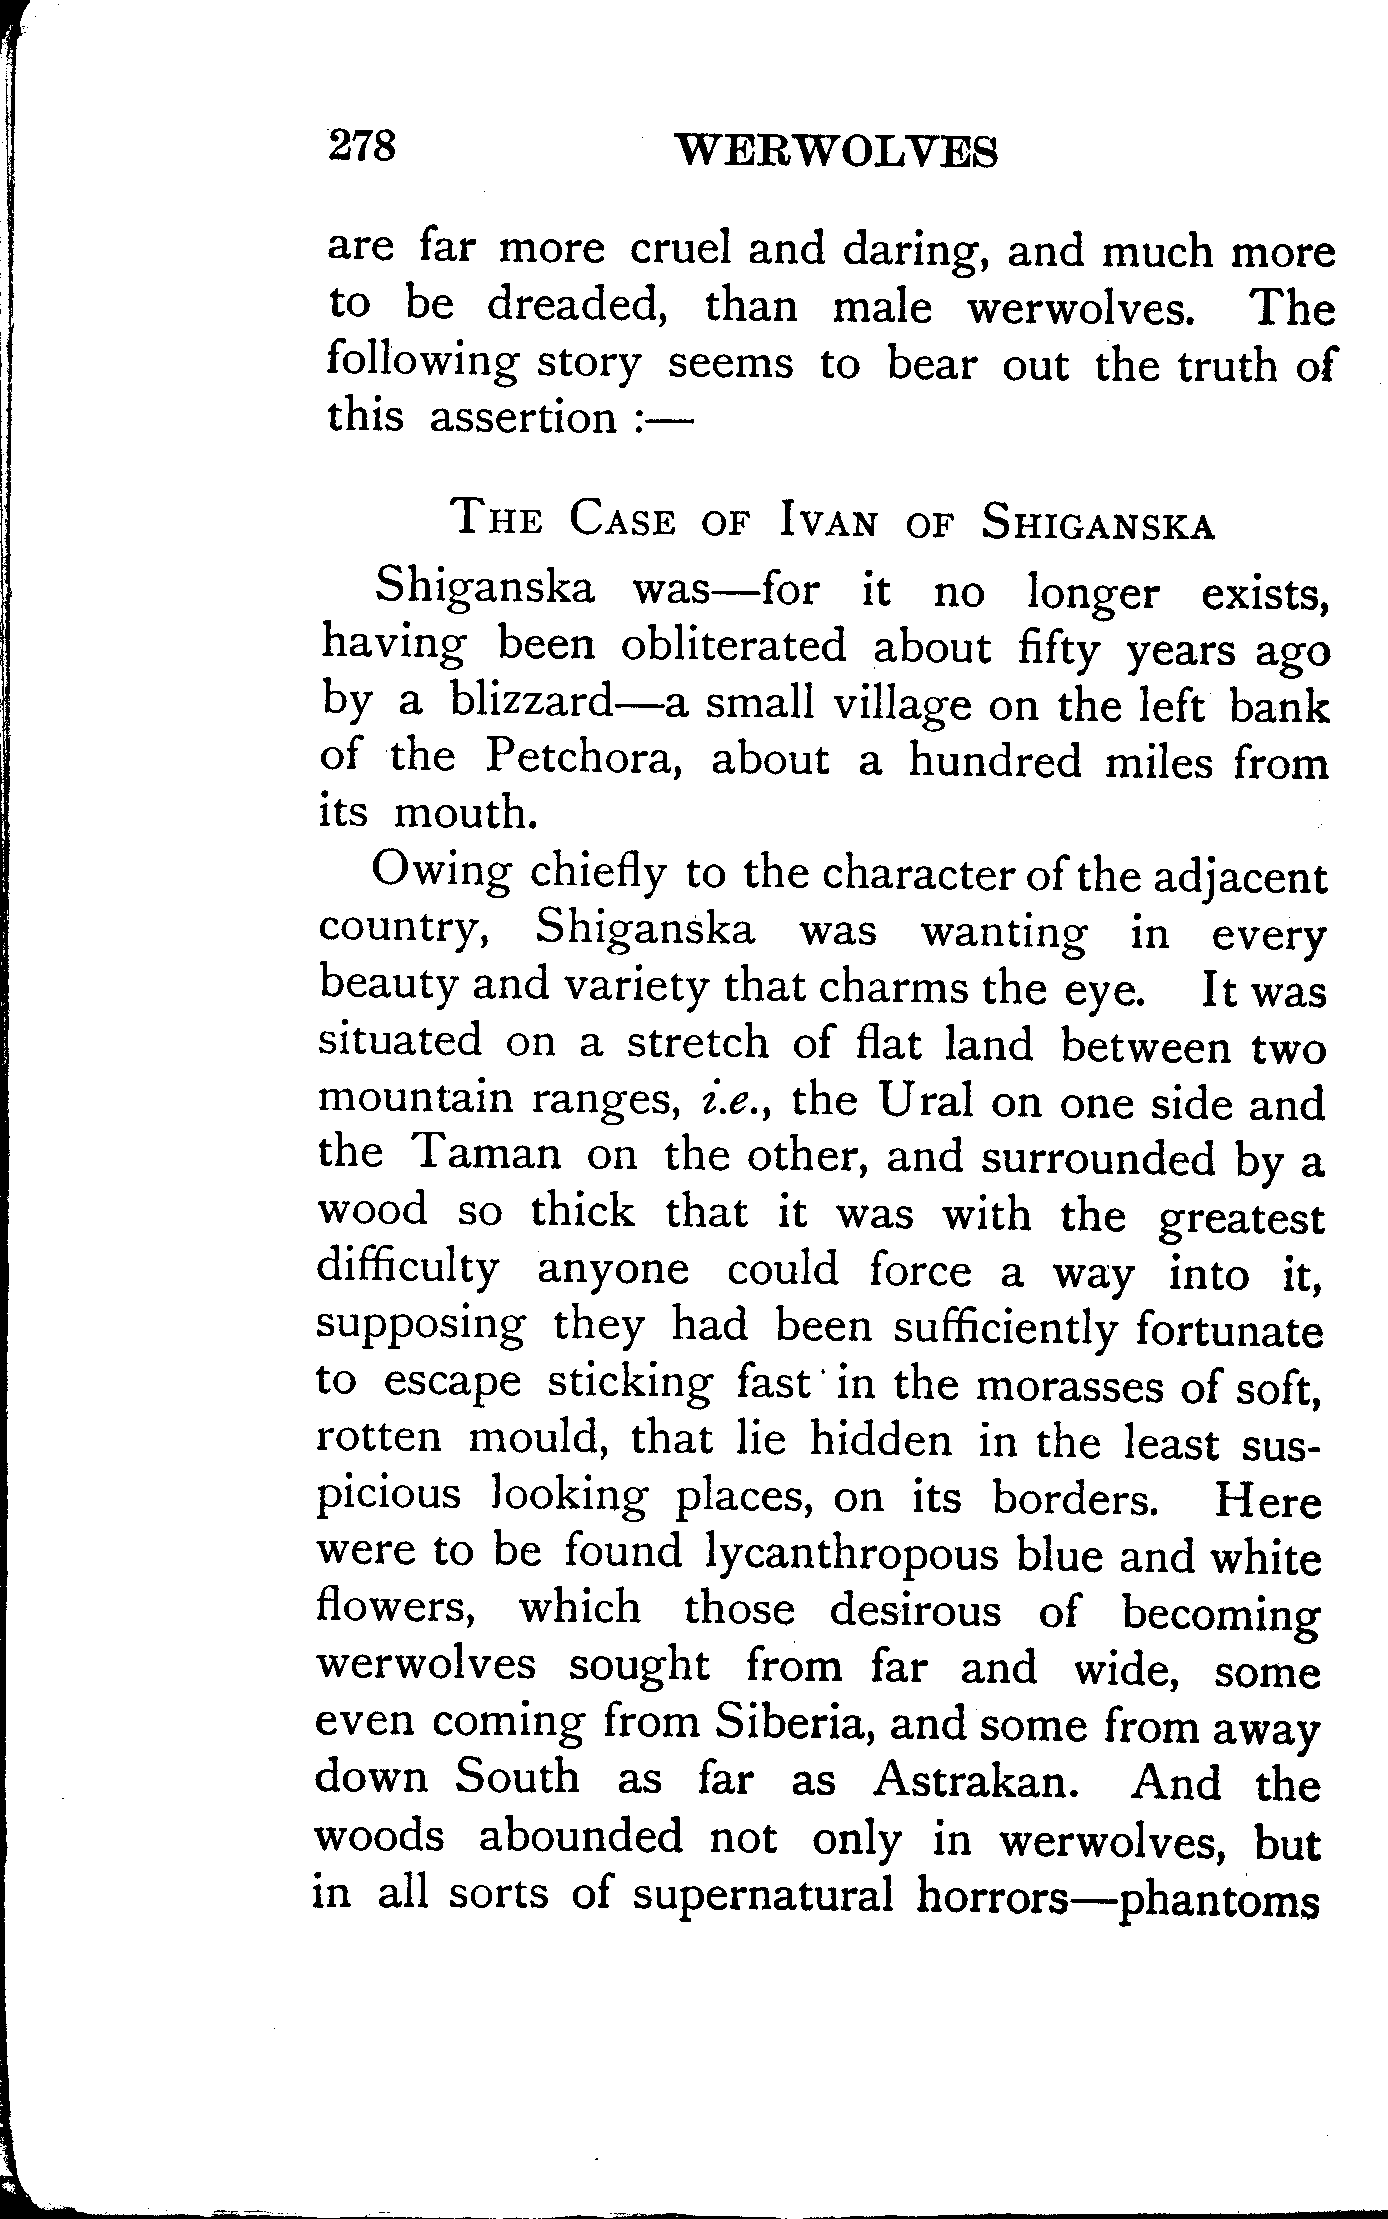 278 WERWOLVES
are far more cruel and daring, and much more
to be dreaded, than male werwolves. The
following story seems to bear out the truth of
this assertion :—
THE CASE OF IVAN OF SHIGANSKA
Shiganska was—for it no longer exists,
having been obliterated about fifty years ago
by a blizzard—a small village on the left bank
of the Petchora, about a hundred miles from
its mouth.
Owing chiefly to the character of the adjacent
country, Shiganska was wanting in every
beauty and variety that charms the eye. It was
situated on a stretch of flat land between two
mountain ranges, i.e., the Ural on one side and
the Taman on the other, and surrounded by a
wood so thick that it was with the greatest
difficulty anyone could force a way into it,
supposing they had been sufficiently fortunate
to escape sticking fast in the morasses of soft,
rotten mould, that lie hidden in the least sus-
picious looking places, on its borders. Here
were to be found lycanthropous blue and white
flowers, which those desirous of becoming
werwolves sought from far and wide, some
even coming from Siberia, and some from away
down South as far as Astrakan. And the
woods abounded not only in werwolves, but
in all sorts of supernatural horrors—phantoms